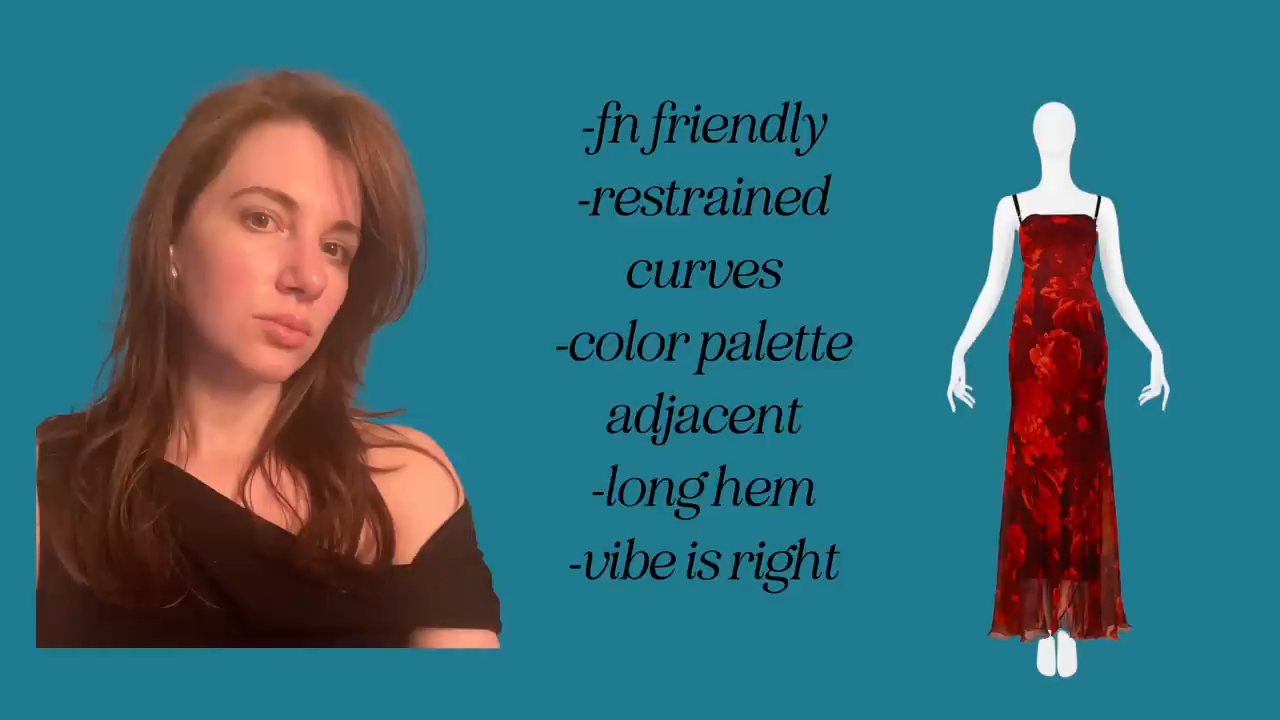 -fn friendly
-restrained
curves
-color palette
adjacent
-long hem
-vibe is right